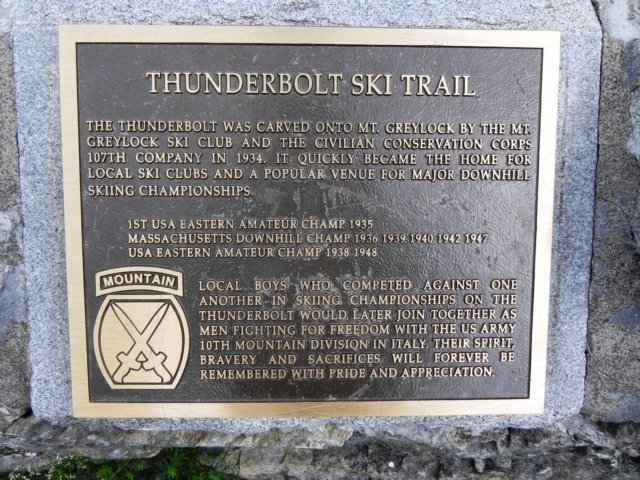 THUNDERBOLT SKI TRAIL
THE THUNDERBOLT WAS CARVED ONTO MT. GREYLOCK BY THE MT.
GREYLOCK SKI CLUB AND THE CIVILIAN CONSERVATION CORPS
107TH COMPANY IN 1934. IT QUICKLY BECAME THE HOME FOR
LOCAL SKI CLUBS AND A POPULAR VENUE FOR MAJOR DOWNHILL
SKIING CHAMPIONSHIPS.
1ST USA EASTERN AMATEUR CHAMP 1935
MASSACHUSETTS DOWNHILL CHAMP 1936 1939 1940 1942 1947
USA EASTERN AMATEUR CHAMP 1938 1948
MOUNTAIN
LOCAL BOYS WHO COMPETED AGAINST ONE
ANOTHER IN SKIING CHAMPIONSHIPS ON THE
THUNDERBOLT WOULD LATER JOIN TOGETHER AS
MEN FIGHTING FOR FREEDOM WITH THE US ARMY
10TH MOUNTAIN DIVISION IN ITALY. THEIR SPIRIT,
BRAVERY AND SACRIFICES WILL FOREVER BE
REMEMBERED WITH PRIDE AND APPRECIATION.